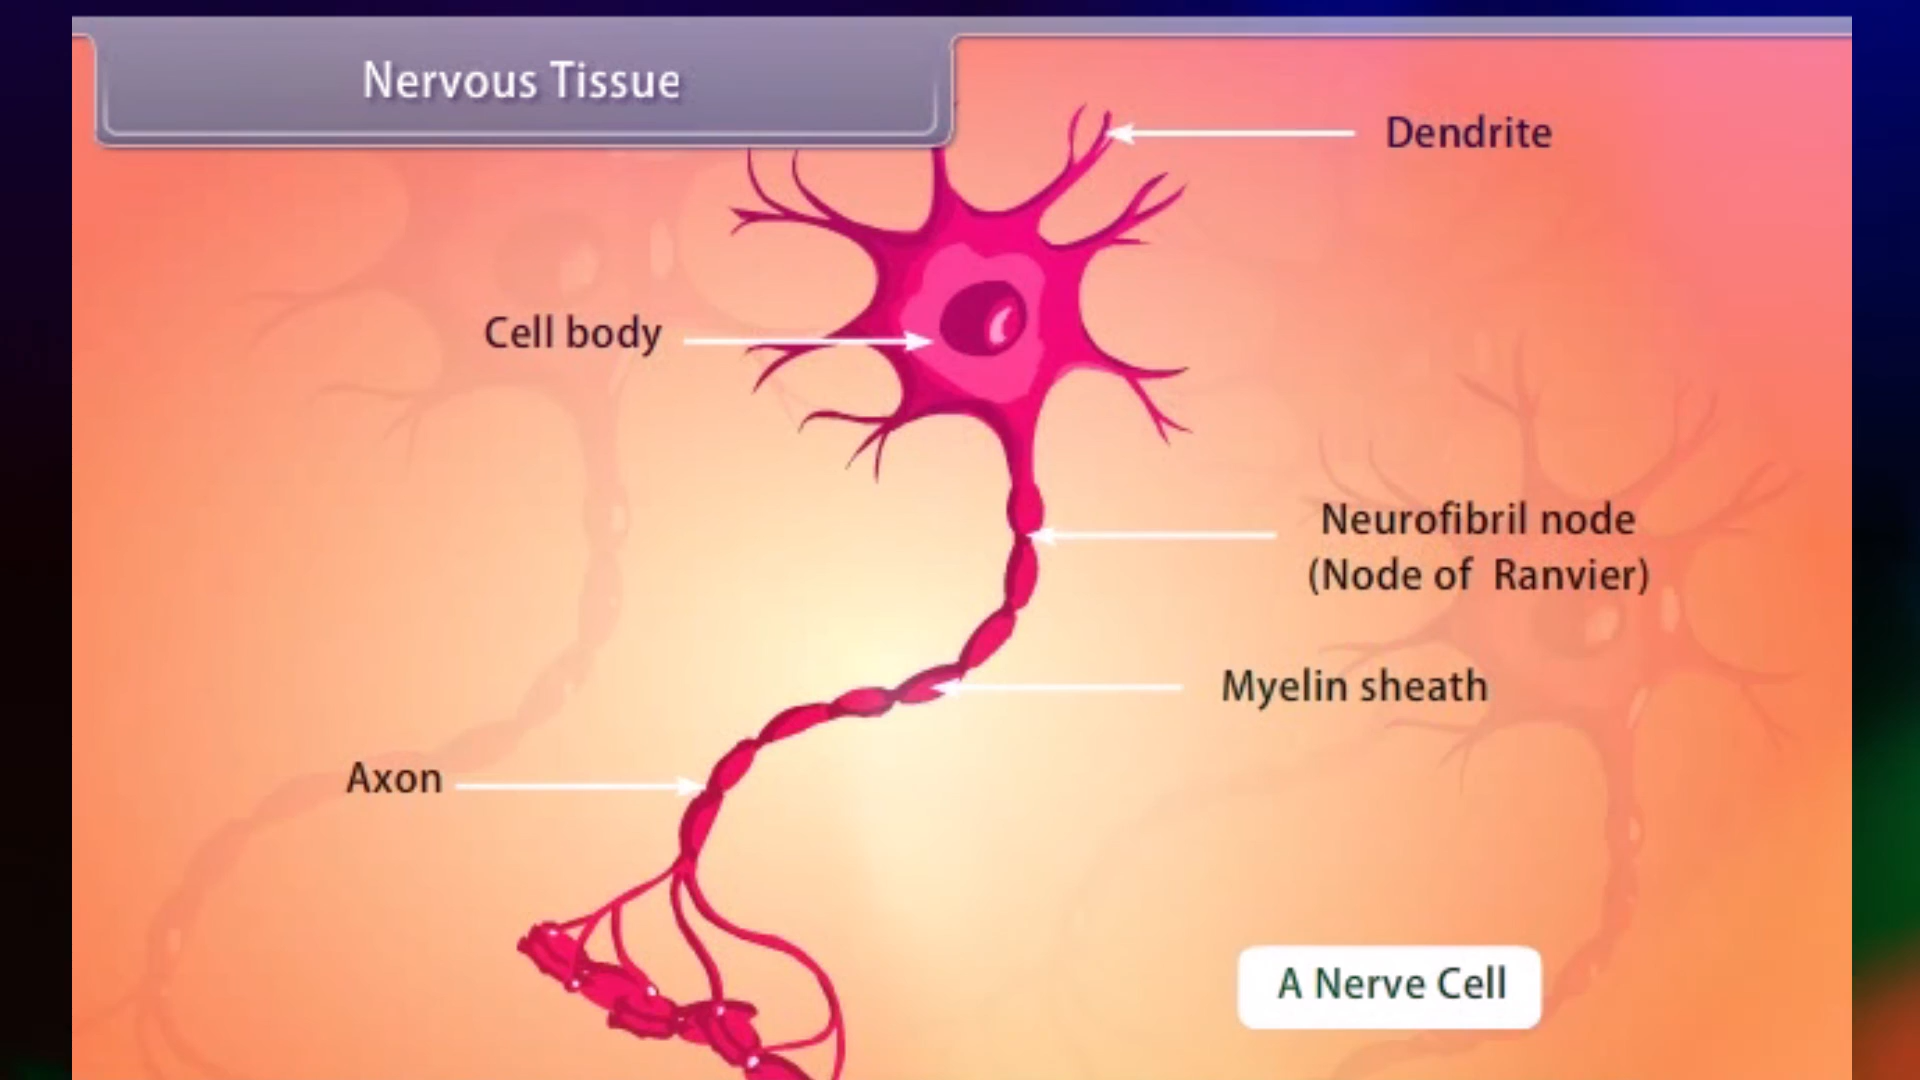 Nervous Tissue
Dendrite
Cell body
Neurofibril node
(Node of Ranvier)
Myelin sheath
Axon
A Nerve Cell